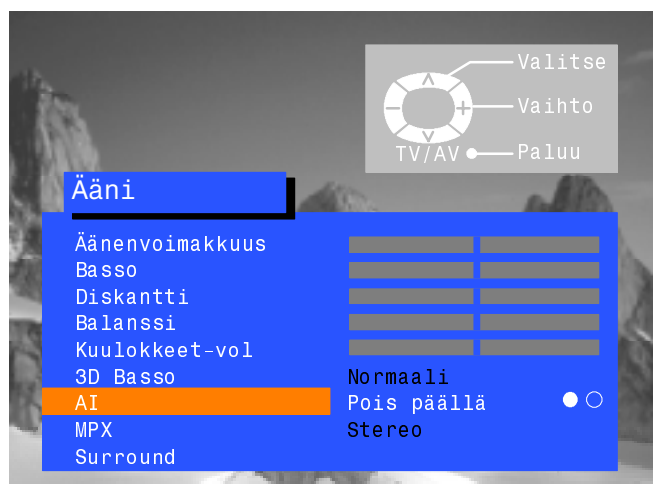 Valitse
Vaihto
TV/AV Paluu
Ääni
Äänenvoimakkuus
Basso
Diskantti
Balanssi
Kuulokkeet-vol
3D Basso Normaali
AI Pois päällä
MPX Stereo
Surround